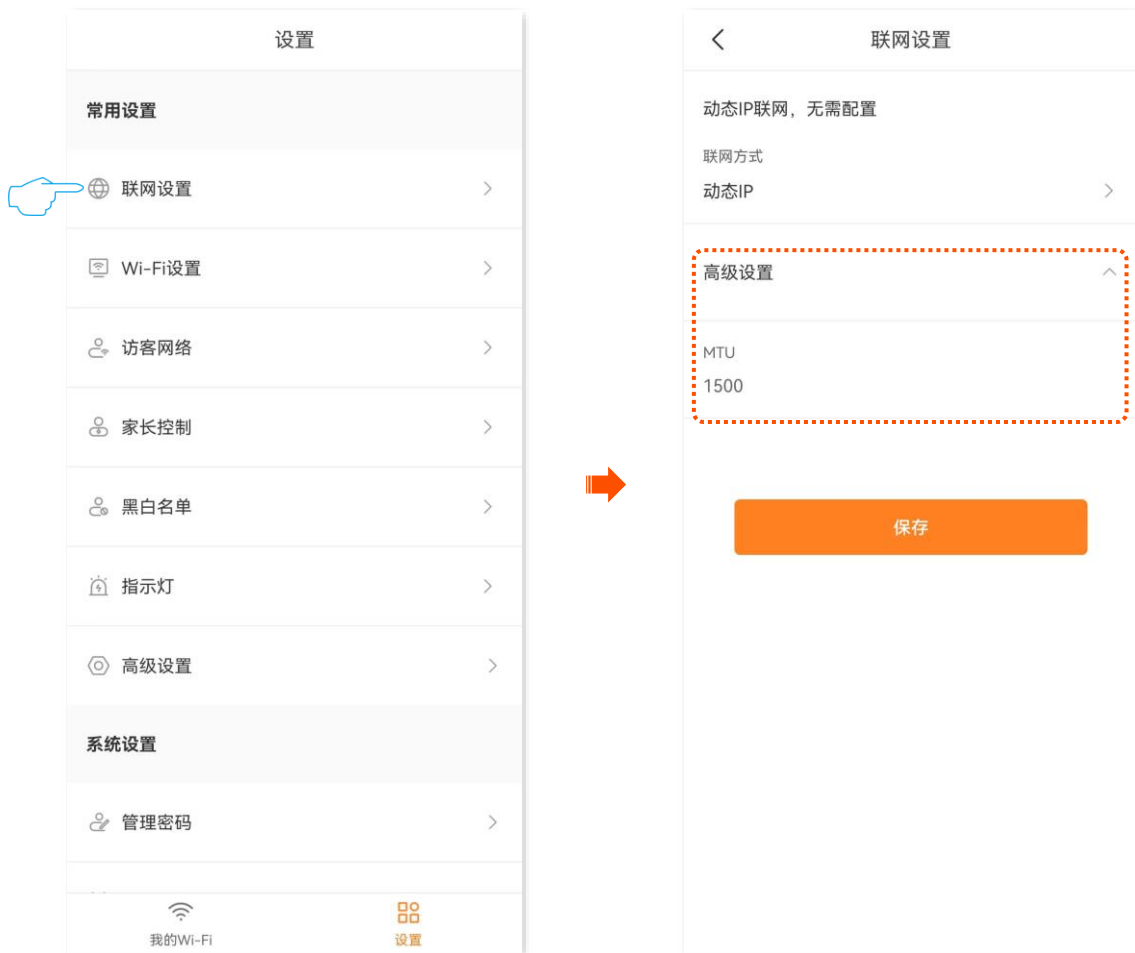 设置
常用设置
联网设置
Wi-Fi设置
访客网络
家长控制
黑白名单
指示灯
高级设置
系统设置
管理密码
我的Wi-Fi
设置
联网设置
动态IP联网，无需配置
联网方式
动态IP
高级设置
MTU
1500
保存